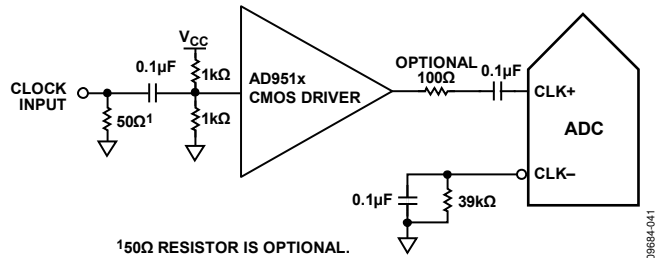 V_CC
0.1µF
1kΩ
AD951x
CMOS DRIVER
OPTIONAL
100Ω
0.1µF
CLOCK
INPUT
CLK+
50Ω¹
1kΩ
ADC
CLK–
0.1µF
39kΩ
¹50Ω RESISTOR IS OPTIONAL.
09684-041